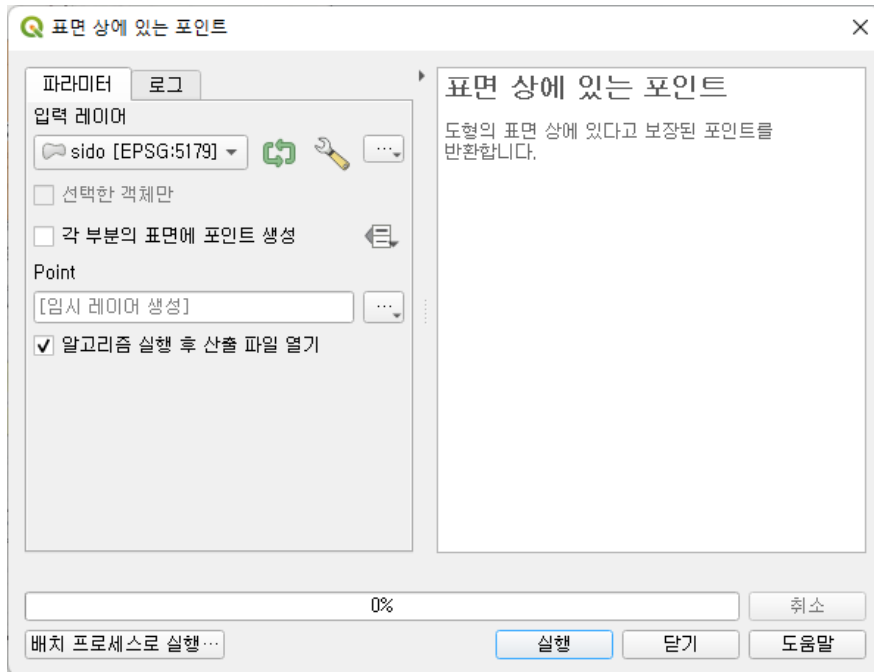 표면 상에 있는 포인트
파라미터
로그
입력 레이어
sido [EPSG:5179]
선택한 객체만
각 부분의 표면에 포인트 생성
Point
[임시 레이어 생성]
알고리즘 실행 후 산출 파일 열기
표면 상에 있는 포인트
도형의 표면 상에 있다고 보장된 포인트를
반환합니다.
0%
취소
배치 프로세스로 실행…
실행
닫기
도움말